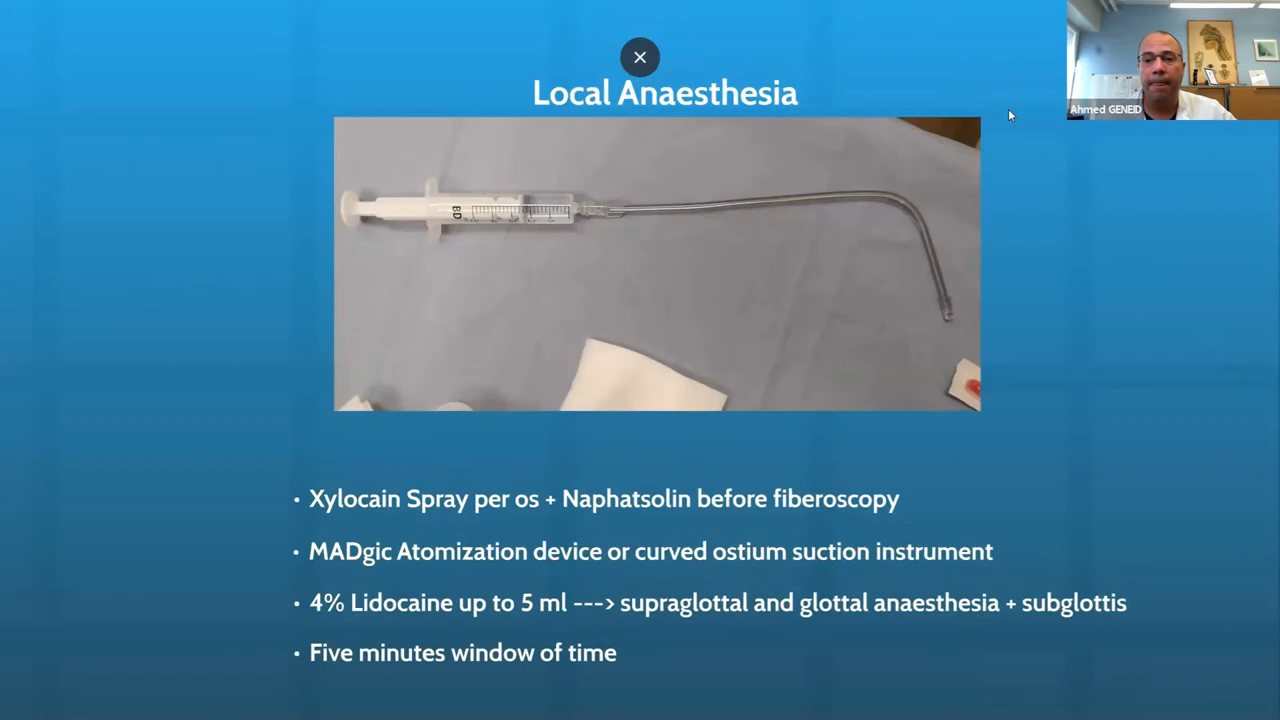 Local Anaesthesia
Ahmed GENEID
BD
• Xylocain Spray per os + Naphatsolin before fiberoscopy
• MADgic Atomization device or curved ostium suction instrument
• 4% Lidocaine up to 5 ml ---> supraglottal and glottal anaesthesia + subglottis
• Five minutes window of time